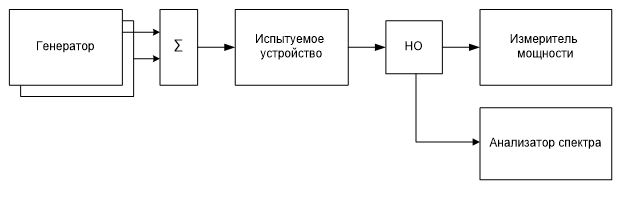 Генератор
Σ
Испытуемое
устройство
НО
Измеритель
мощности
Анализатор спектра